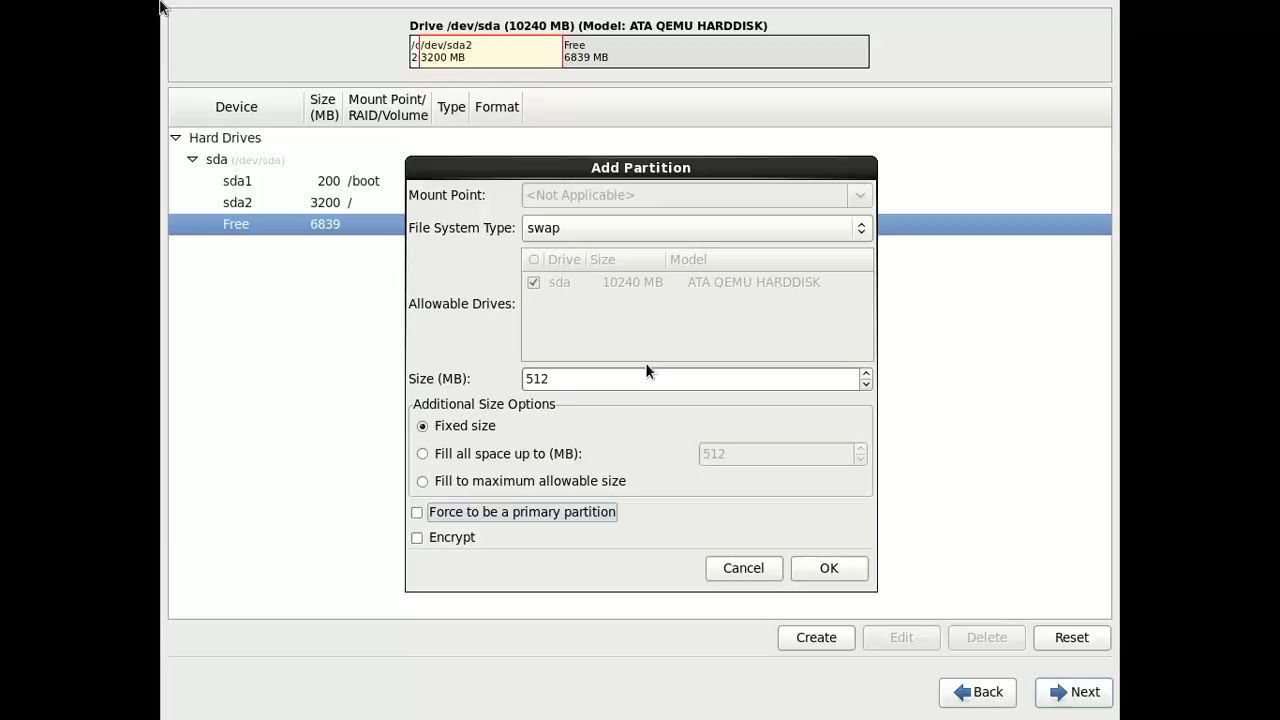 Drive /dev/sda (10240 MB) (Model: ATA QEMU HARDDISK)
/dev/sda2 Free
3200 MB 6839 MB
Device Size (MB) Mount Point/ RAID/Volume Type Format
Hard Drives
sda (/dev/sda)
sda1 200 /boot
sda2 3200 /
Free 6839
Add Partition
Mount Point: <Not Applicable>
File System Type: swap
Drive Size Model
sda 10240 MB ATA QEMU HARDDISK
Allowable Drives:
Size (MB): 512
Additional Size Options
Fixed size
Fill all space up to (MB): 512
Fill to maximum allowable size
Force to be a primary partition
Encrypt
Cancel OK
Create Edit Delete Reset
Back Next